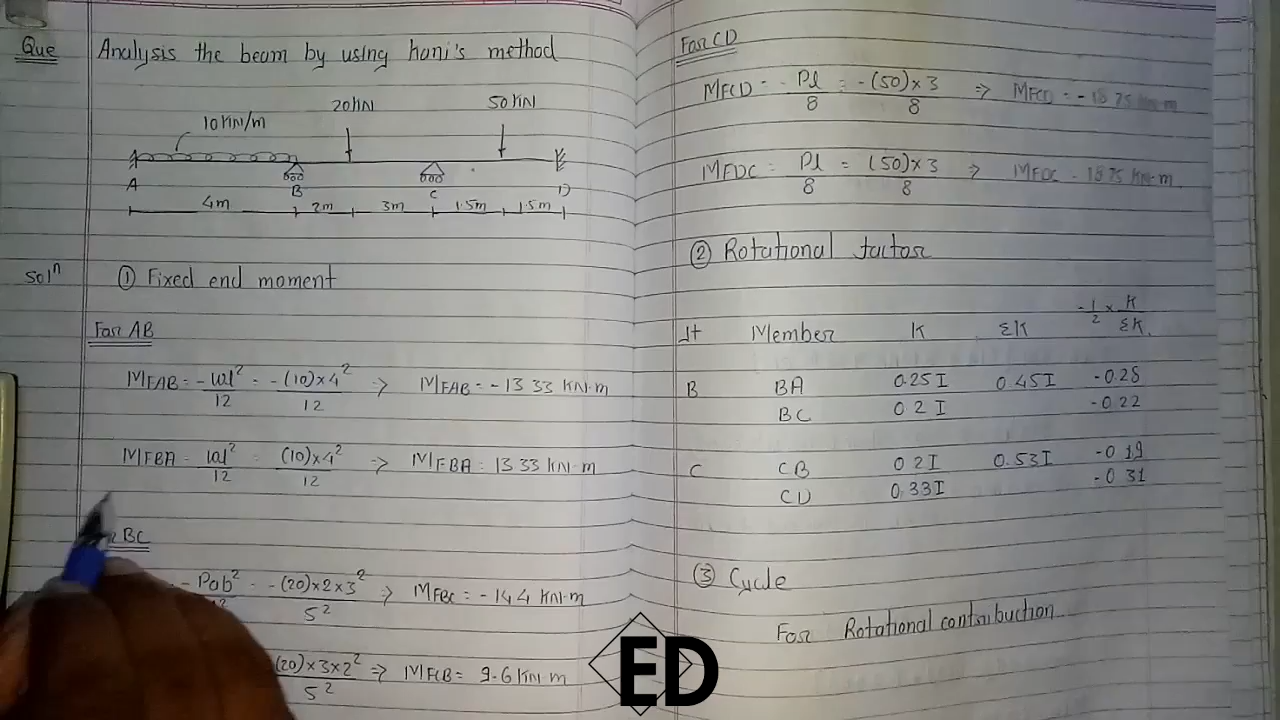 Que Analysis the beam by using kani's method
20KN 50KN
10KN/m
A B C D
4m 2m 3m 1.5m 1.5m
Solⁿ ① Fixed end moment
For AB
MFAB = -wl²/12 = -(10)×4²/12 ⇒ MFAB = -13.33 KN.m
MFBA = wl²/12 = (10)×4²/12 ⇒ MFBA = 13.33 KN.m
BC
-Pab² = -(20)×2×3²/5² ⇒ MFBC = -14.4 KN.m
(20)×3×2²/5² ⇒ MFCB = 9.6 KN.m
For CD
MFCD = -Pl/8 = -(50)×3/8 ⇒ MFCD = -18.75 KN.m
MFDC = Pl/8 = (50)×3/8 ⇒ MFDC = 18.75 KN.m
② Rotational factor
Jt Member K ΣK -1/2 × K/ΣK
B BA 0.25I 0.45I -0.28
BC 0.2I -0.22
C CB 0.2I 0.53I -0.19
CD 0.33I -0.31
③ Cycle
For Rotational contribuction
ED